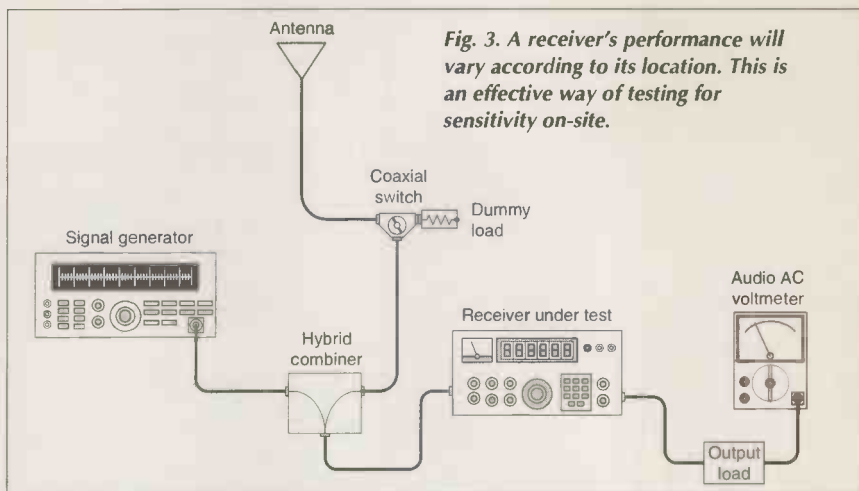 Antenna
Fig. 3. A receiver's performance will
vary according to its location. This is
an effective way of testing for
sensitivity on-site.
Coaxial
switch
Dummy
load
Signal generator
Audio AC
voltmeter
Receiver under test
Hybrid
combiner
888888
Output
load